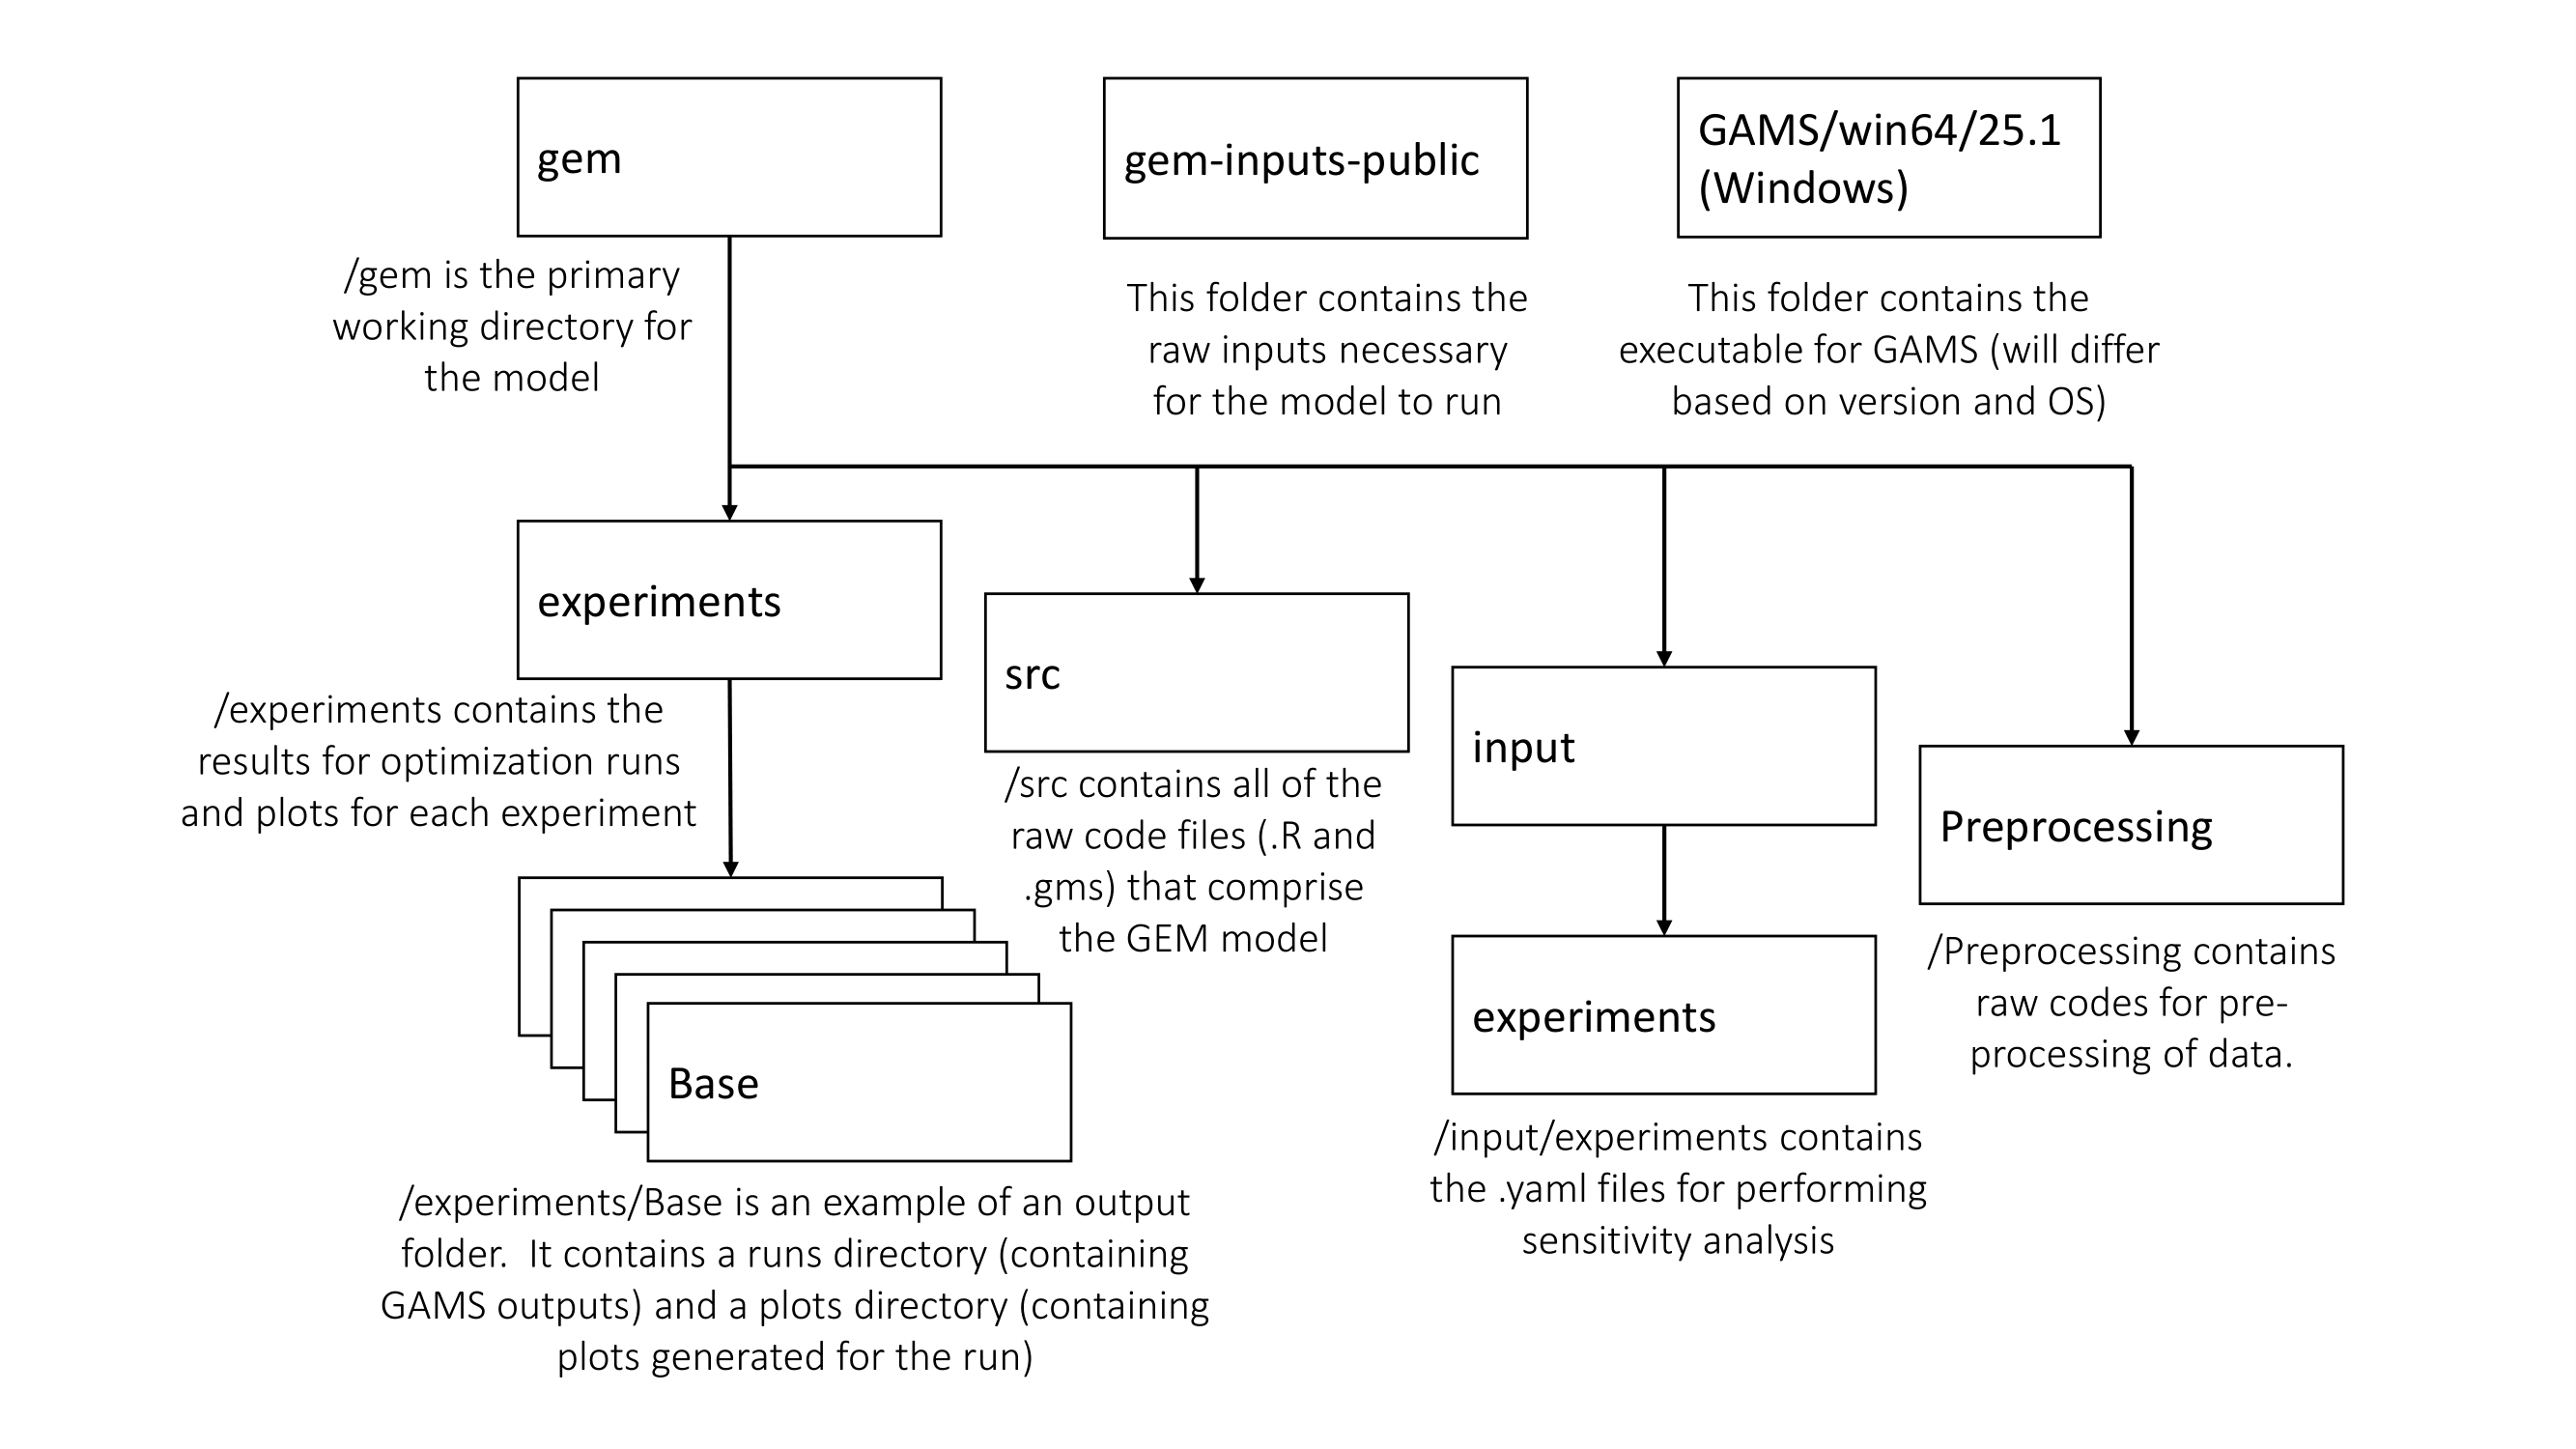 gem
/gem is the primary
working directory for
the model
gem-inputs-public
This folder contains the
raw inputs necessary
for the model to run
GAMS/win64/25.1
(Windows)
This folder contains the
executable for GAMS (will differ
based on version and OS)
experiments
/experiments contains the
results for optimization runs
and plots for each experiment
src
/src contains all of the
raw code files (.R and
.gms) that comprise
the GEM model
input
Preprocessing
/Preprocessing contains
raw codes for pre-
processing of data.
experiments
/input/experiments contains
the .yaml files for performing
sensitivity analysis
Base
/experiments/Base is an example of an output
folder.  It contains a runs directory (containing
GAMS outputs) and a plots directory (containing
plots generated for the run)